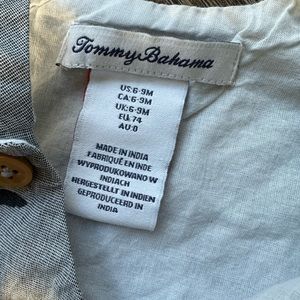 Tommy Bahama
US:6-9M
CA:6-9M
UK:6-9M
EU:74
AU:0
MADE IN INDIA
FABRIQUÉ EN INDE
WYPRODUKOWANO W
INDIACH
HERGESTELLT IN INDIEN
GEPRODUCEERD IN
INDIA